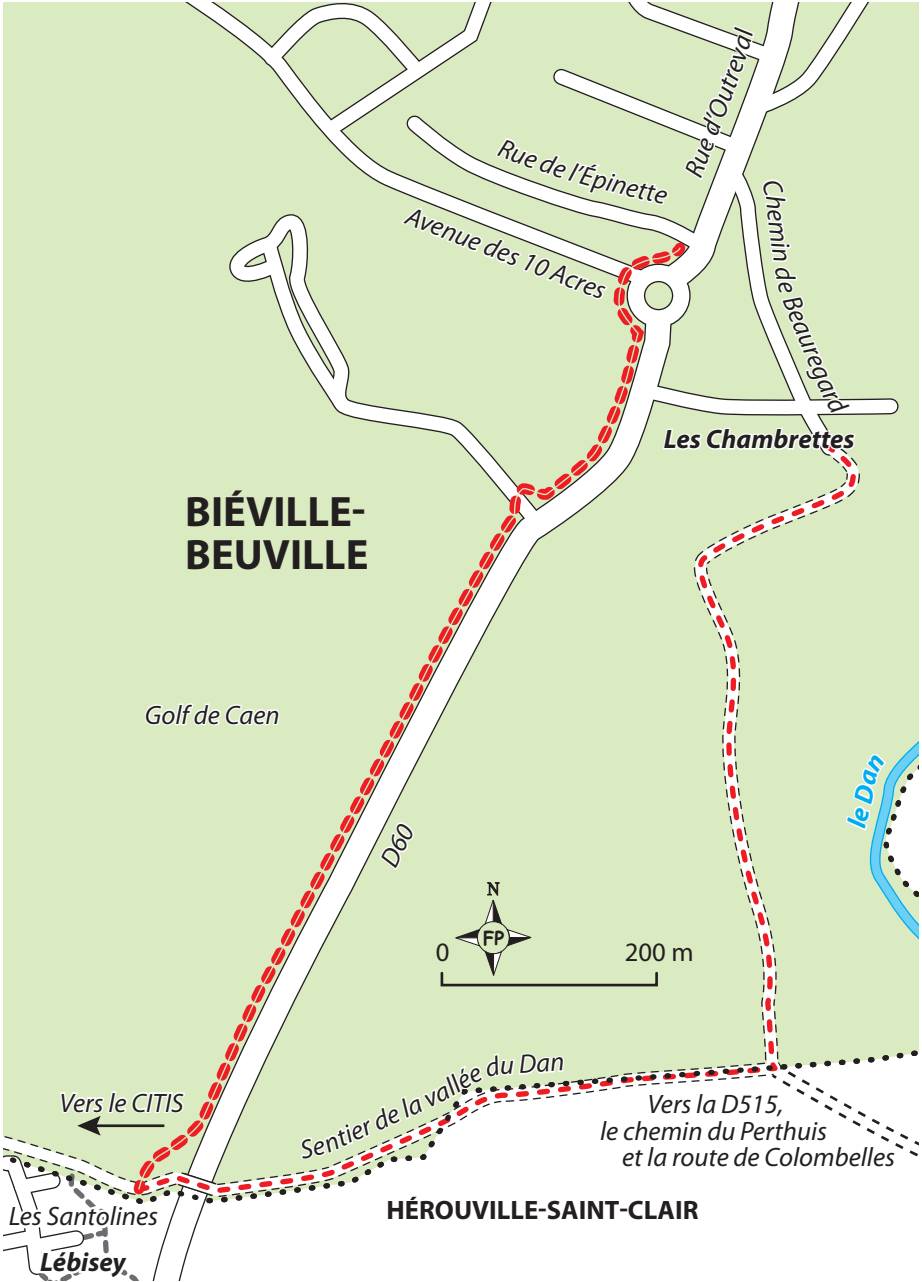 Rue d'Outreval
Rue de l'Épinette
Chemin de Beauregard
Avenue des 10 Acres
Les Chambrettes
BIÉVILLE-
BEUVILLE
Golf de Caen
le Dan
D60
N
FP
0 200 m
Sentier de la vallée du Dan
Vers le CITIS
Vers la D515,
le chemin du Perthuis
et la route de Colombelles
Les Santolines
HÉROUVILLE-SAINT-CLAIR
Lébisey